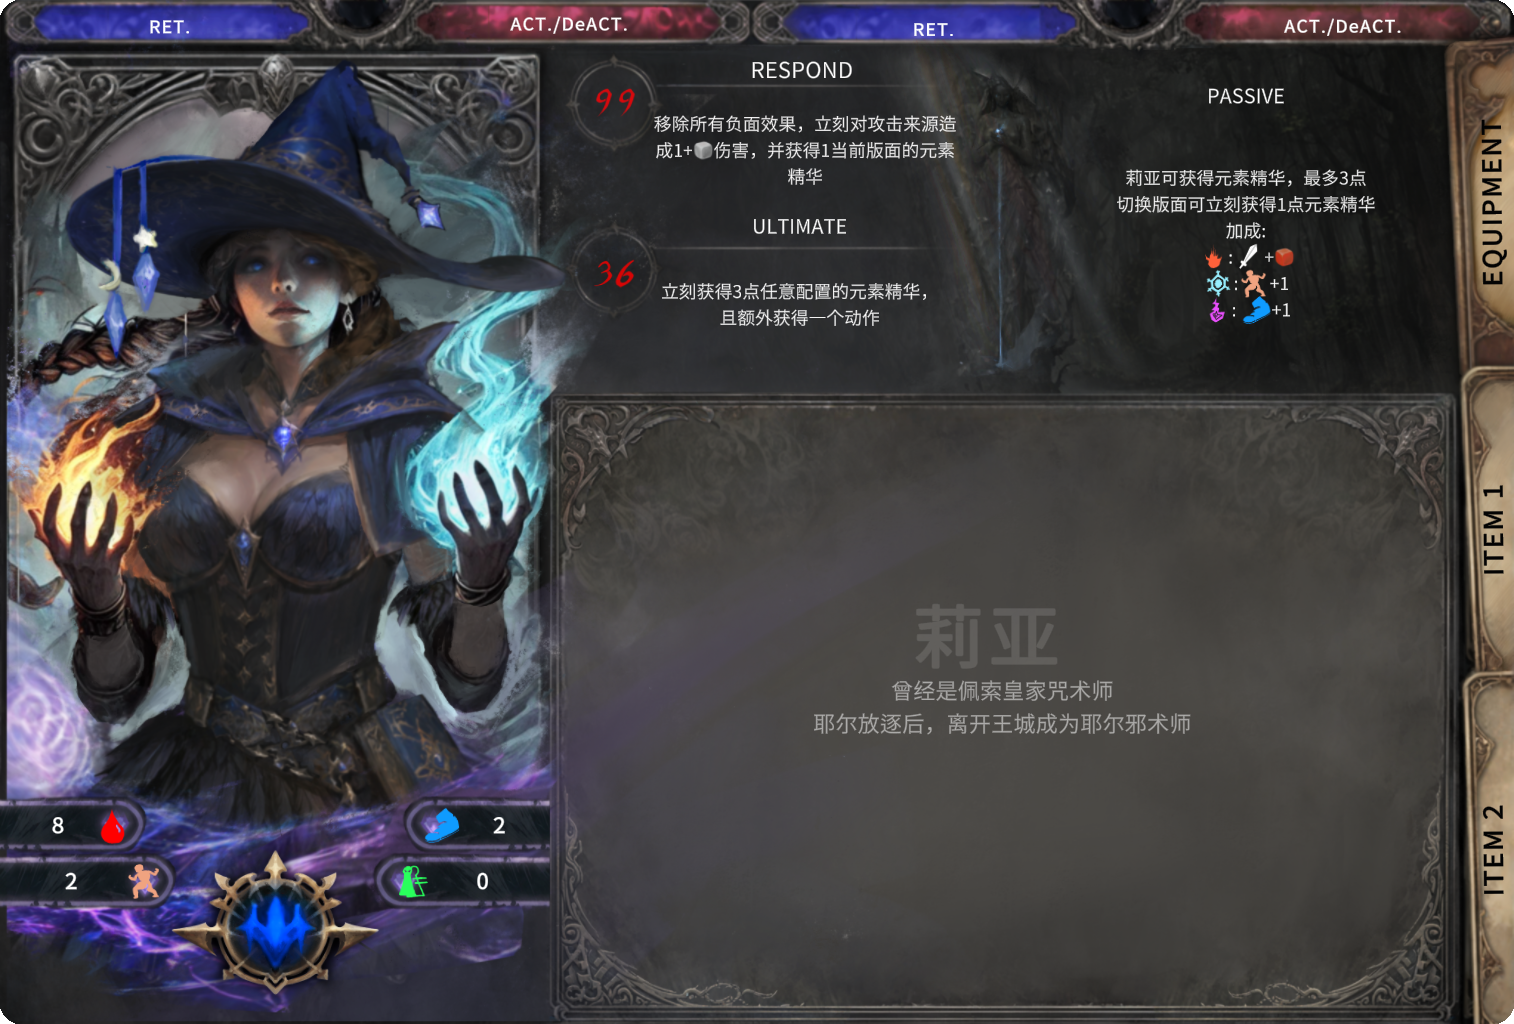 RET.
ACT./DeACT.
RET.
ACT./DeACT.
99
RESPOND
移除所有负面效果，立刻对攻击来源造
成1+伤害，并获得1当前版面的元素
精华
36
ULTIMATE
立刻获得3点任意配置的元素精华，
且额外获得一个动作
PASSIVE
莉亚可获得元素精华，最多3点
切换版面可立刻获得1点元素精华
加成:
: +
: +1
: +1
莉亚
曾经是佩索皇家咒术师
耶尔放逐后，离开王城成为耶尔邪术师
8
2
2
0
EQUIPMENT
ITEM 1
ITEM 2